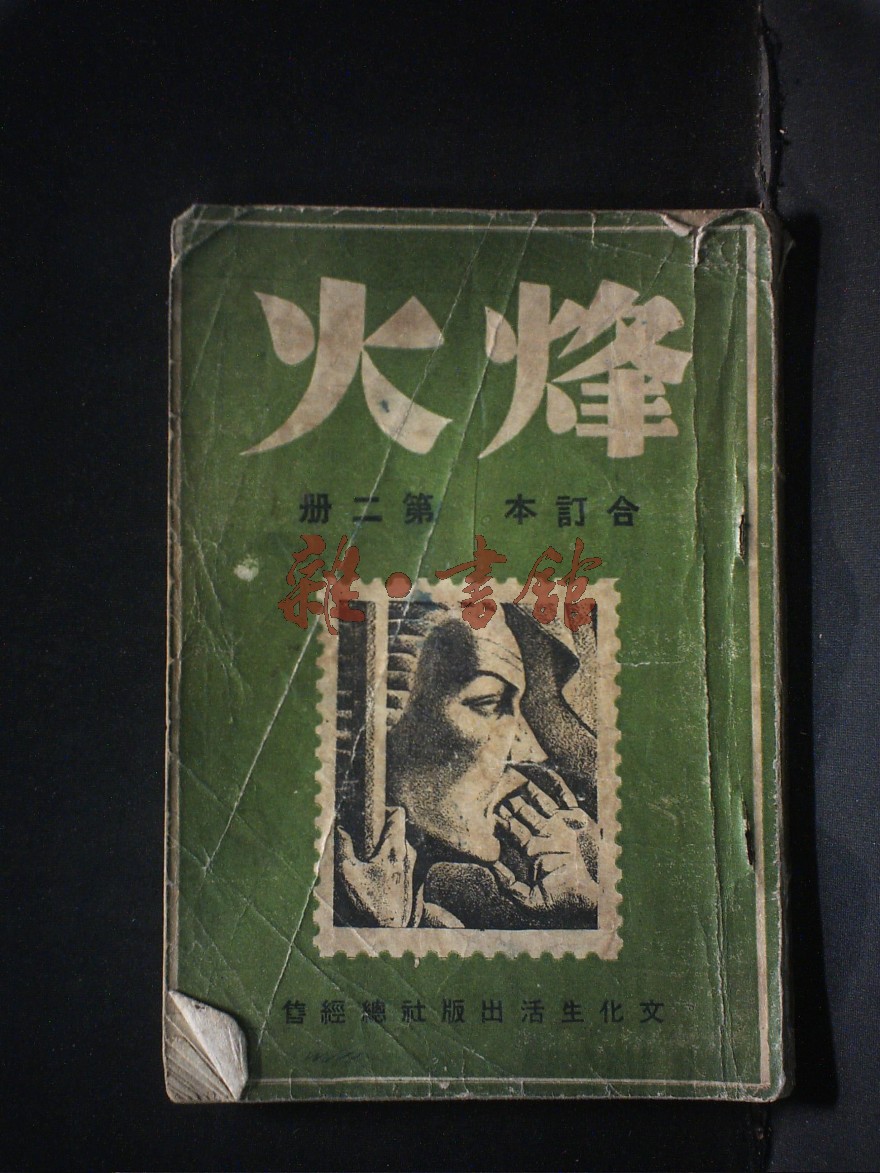 烽火
合訂本 第二册
雜·書館
文化生活出版社總經售